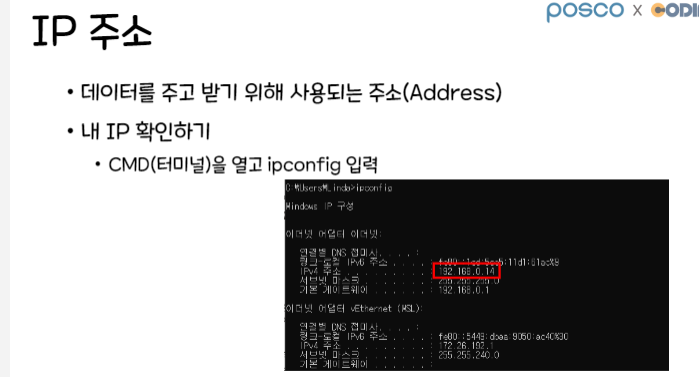 posco x CODI
IP 주소
• 데이터를 주고 받기 위해 사용되는 주소(Address)
• 내 IP 확인하기
• CMD(터미널)을 열고 ipconfig 입력
C:\Users\Linda>ipconfig
Windows IP 구성
이더넷 어댑터 이더넷:
연결별 DNS 접미사. . . . :
링크-로컬 IPv6 주소 . . . . . :
IPv4 주소 . . . . . . . . . : 192.168.0.14
서브넷 마스크 . . . . . . . : 255.255.255.0
기본 게이트웨이 . . . . . . : 192.168.0.1
이더넷 어댑터 vEthernet (WSL):
연결별 DNS 접미사. . . . :
링크-로컬 IPv6 주소 . . . . . : fe80::5449:dbaa:9050:ac40%30
IPv4 주소 . . . . . . . . . : 172.26.192.1
서브넷 마스크 . . . . . . . : 255.255.240.0
기본 게이트웨이 . . . . . . :